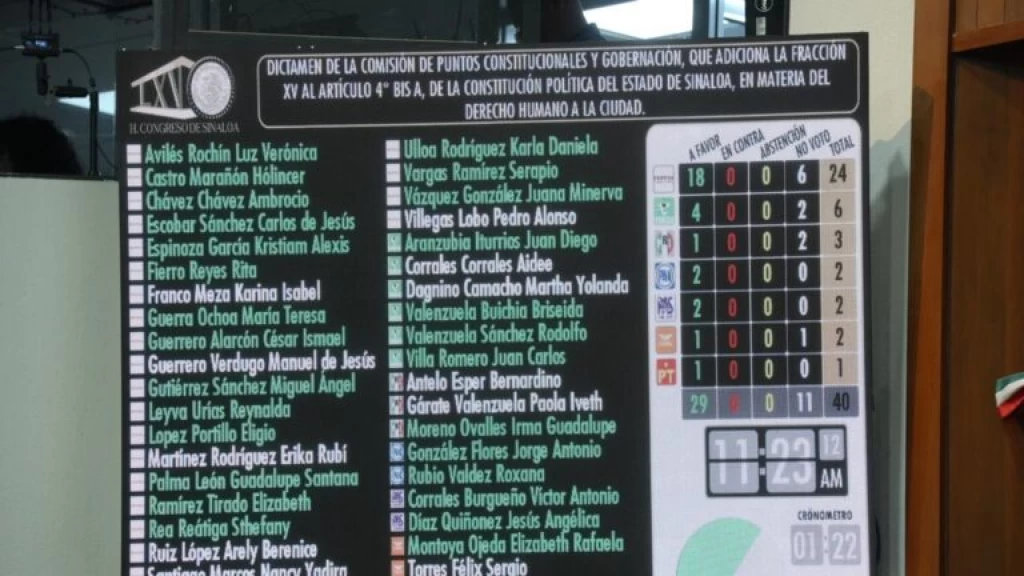 DICTAMEN DE LA COMISIÓN DE PUNTOS CONSTITUCIONALES Y GOBERNACIÓN, QUE ADICIONA LA FRACCIÓN
XV AL ARTÍCULO 4° BIS A, DE LA CONSTITUCIÓN POLÍTICA DEL ESTADO DE SINALOA, EN MATERIA DEL
DERECHO HUMANO A LA CIUDAD.
LXV
H. CONGRESO DE SINALOA
Avilés Rochín Luz Verónica
Castro Marañón Hólincer
Chávez Chávez Ambrocio
Escobar Sánchez Carlos de Jesús
Espinoza García Kristiam Alexis
Fierro Reyes Rita
Franco Meza Karina Isabel
Guerra Ochoa María Teresa
Guerrero Alarcón César Ismael
Guerrero Verdugo Manuel de Jesús
Gutiérrez Sánchez Miguel Ángel
Leyva Urías Reynalda
Lopez Portillo Eligio
Martínez Rodríguez Erika Rubí
Palma León Guadalupe Santana
Ramírez Tirado Elizabeth
Rea Reátiga Sthefany
Ruiz López Arely Berenice
Santiago Marcos Nancy Yadira
Ulloa Rodríguez Karla Daniela
Vargas Ramírez Serapio
Vázquez González Juana Minerva
Villegas Lobo Pedro Alonso
Aranzubia Iturrios Juan Diego
Corrales Corrales Aidee
Dagnino Camacho Martha Yolanda
Valenzuela Buichia Briseida
Valenzuela Sánchez Rodolfo
Villa Romero Juan Carlos
Antelo Esper Bernardino
Gárate Valenzuela Paola Iveth
Moreno Ovalles Irma Guadalupe
González Flores Jorge Antonio
Rubio Valdez Roxana
Corrales Burgueño Víctor Antonio
Díaz Quiñonez Jesús Angélica
Montoya Ojeda Elizabeth Rafaela
Torres Félix Sergio
A FAVOR EN CONTRA ABSTENCIÓN NO VOTO TOTAL
18 0 0 6 24
4 0 0 2 6
PRI 1 0 0 2 3
PAN 2 0 0 0 2
PAS 2 0 0 0 2
1 0 0 1 2
PT 1 0 0 0 1
29 0 0 11 40
11:23 12
AM
CRÓNOMETRO
01:22